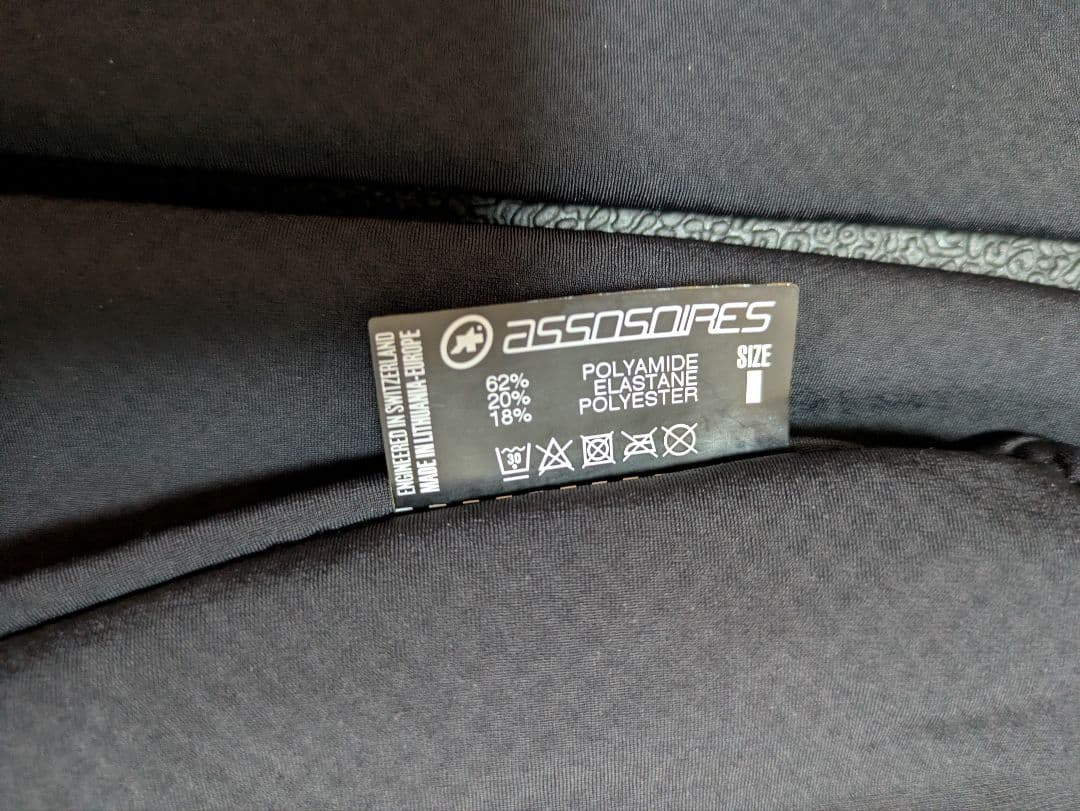 ASSOSOIRES
62% POLYAMIDE
20% ELASTANE
18% POLYESTER
SIZE
I
30°
ENGINEERED IN SWITZERLAND
MADE IN LITHUANIA-EUROPE